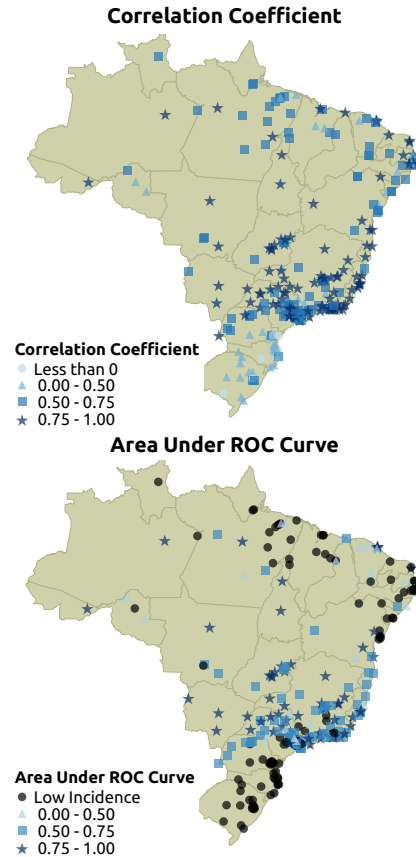 Correlation Coefficient
Correlation Coefficient
Less than 0
0.00 - 0.50
0.50 - 0.75
0.75 - 1.00
Area Under ROC Curve
Area Under ROC Curve
Low Incidence
0.00 - 0.50
0.50 - 0.75
0.75 - 1.00